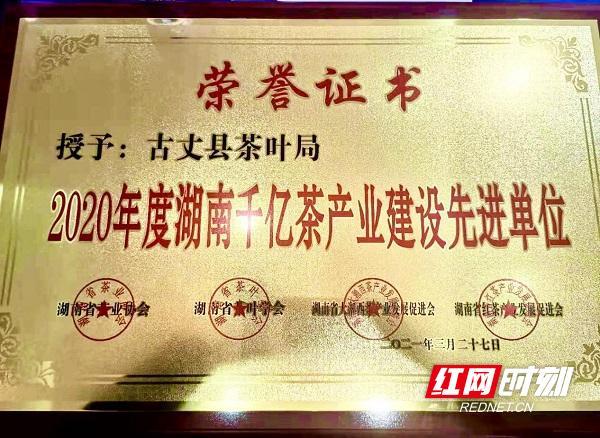 荣誉证书
授予：古丈县茶叶局
2020年度湖南千亿茶产业建设先进单位
湖南省茶业协会 湖南省茶叶学会 湖南省大湘西茶产业发展促进会 湖南省红茶产业发展促进会
二〇二一年三月二十七日
红网时刻
REDNET.CN